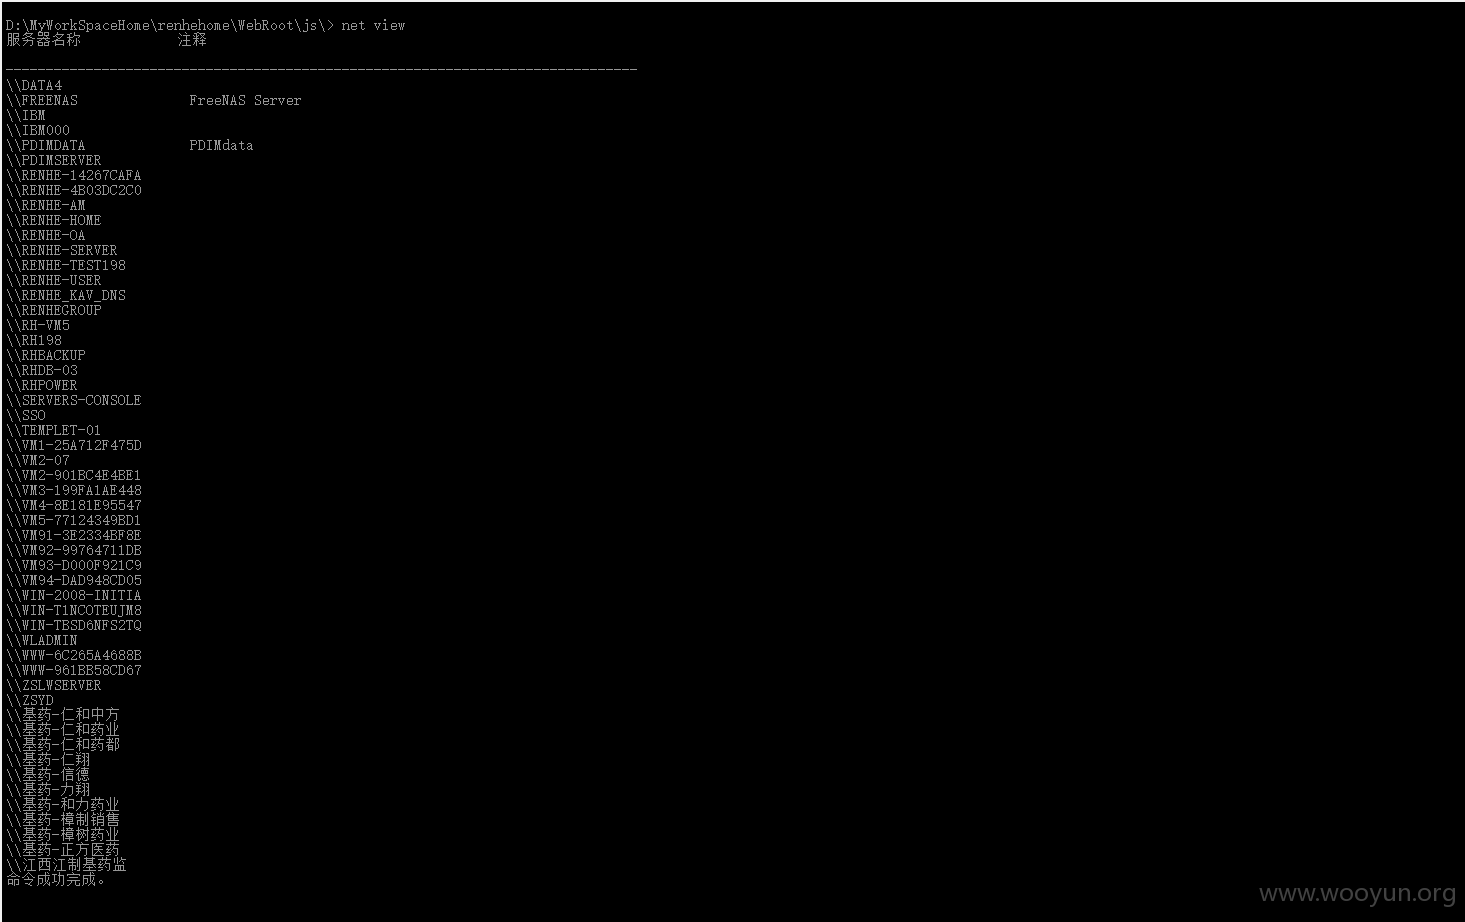 D:\MyWorkSpaceHome\renhehome\WebRoot\js\> net view
服务器名称            注释
-------------------------------------------------------------------------------
\\DATA4
\\FREENAS              FreeNAS Server
\\IBM
\\IBM000
\\PDIMDATA             PDIMdata
\\PDIMSERVER
\\RENHE-14267CAFA
\\RENHE-4B03DC2C0
\\RENHE-AM
\\RENHE-HOME
\\RENHE-OA
\\RENHE-SERVER
\\RENHE-TEST198
\\RENHE-USER
\\RENHE_KAV_DNS
\\RENHEGROUP
\\RH-VM5
\\RH198
\\RHBACKUP
\\RHDB-03
\\RHPOWER
\\SERVERS-CONSOLE
\\SSO
\\TEMPLET-01
\\VM1-25A712F475D
\\VM2-07
\\VM2-901BC4E4BE1
\\VM3-199FA1AE448
\\VM4-8E181E95547
\\VM5-77124349BD1
\\VM91-3E2334BF8E
\\VM92-99764711DB
\\VM93-D000F921C9
\\VM94-DAD948CD05
\\WIN-2008-INITIA
\\WIN-T1NCOTEUJM8
\\WIN-TBSD6NFS2TQ
\\WLADMIN
\\WWW-6C265A4688B
\\WWW-961BB58CD67
\\ZSLWSERVER
\\ZSYD
\\基药-仁和中方
\\基药-仁和药业
\\基药-仁和药都
\\基药-仁翔
\\基药-信德
\\基药-力翔
\\基药-和力药业
\\基药-樟制销售
\\基药-樟树药业
\\基药-正方医药
\\江西江制基药监
命令成功完成。
www.wooyun.org